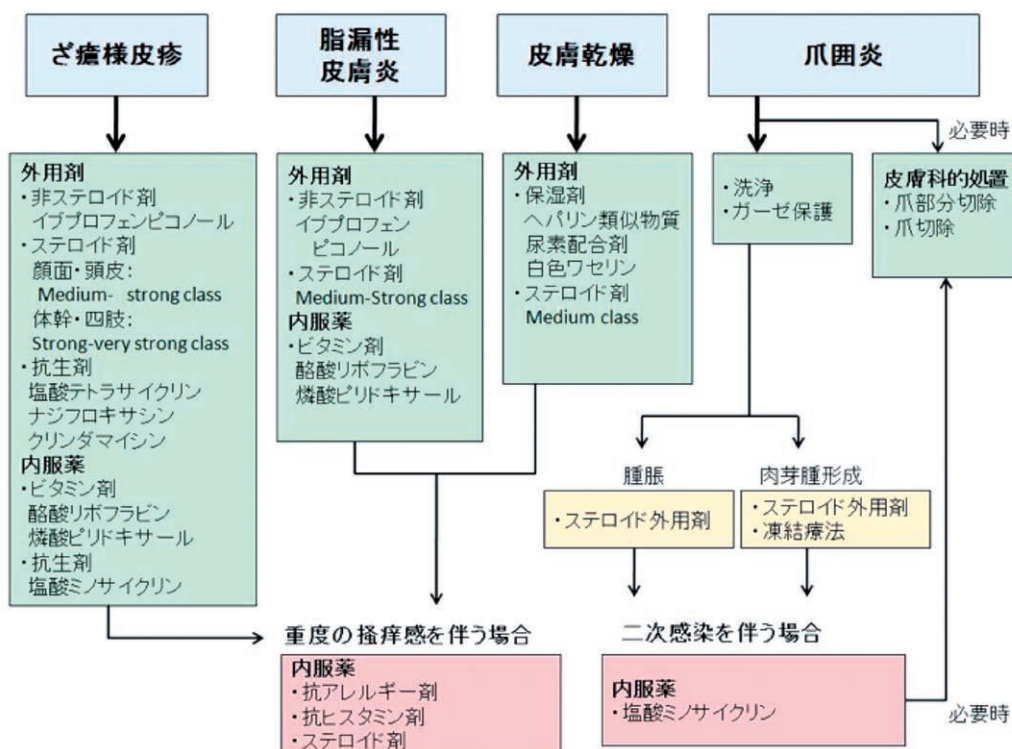 ざ瘡様皮疹
脂漏性
皮膚炎
皮膚乾燥
爪囲炎
必要時
外用剤
・非ステロイド剤
イブプロフェンピコノール
・ステロイド剤
顔面・頭皮：
Medium- strong class
体幹・四肢：
Strong-very strong class
・抗生剤
塩酸テトラサイクリン
ナジフロキサシン
クリンダマイシン
内服薬
・ビタミン剤
酪酸リボフラビン
燐酸ピリドキサール
・抗生剤
塩酸ミノサイクリン
外用剤
・非ステロイド剤
イブプロフェン
ピコノール
・ステロイド剤
Medium-Strong class
内服薬
・ビタミン剤
酪酸リボフラビン
燐酸ピリドキサール
外用剤
・保湿剤
ヘパリン類似物質
尿素配合剤
白色ワセリン
・ステロイド剤
Medium class
・洗浄
・ガーゼ保護
皮膚科的処置
・爪部分切除
・爪切除
腫脹
・ステロイド外用剤
肉芽腫形成
・ステロイド外用剤
・凍結療法
重度の掻痒感を伴う場合
内服薬
・抗アレルギー剤
・抗ヒスタミン剤
・ステロイド剤
二次感染を伴う場合
内服薬
・塩酸ミノサイクリン
必要時